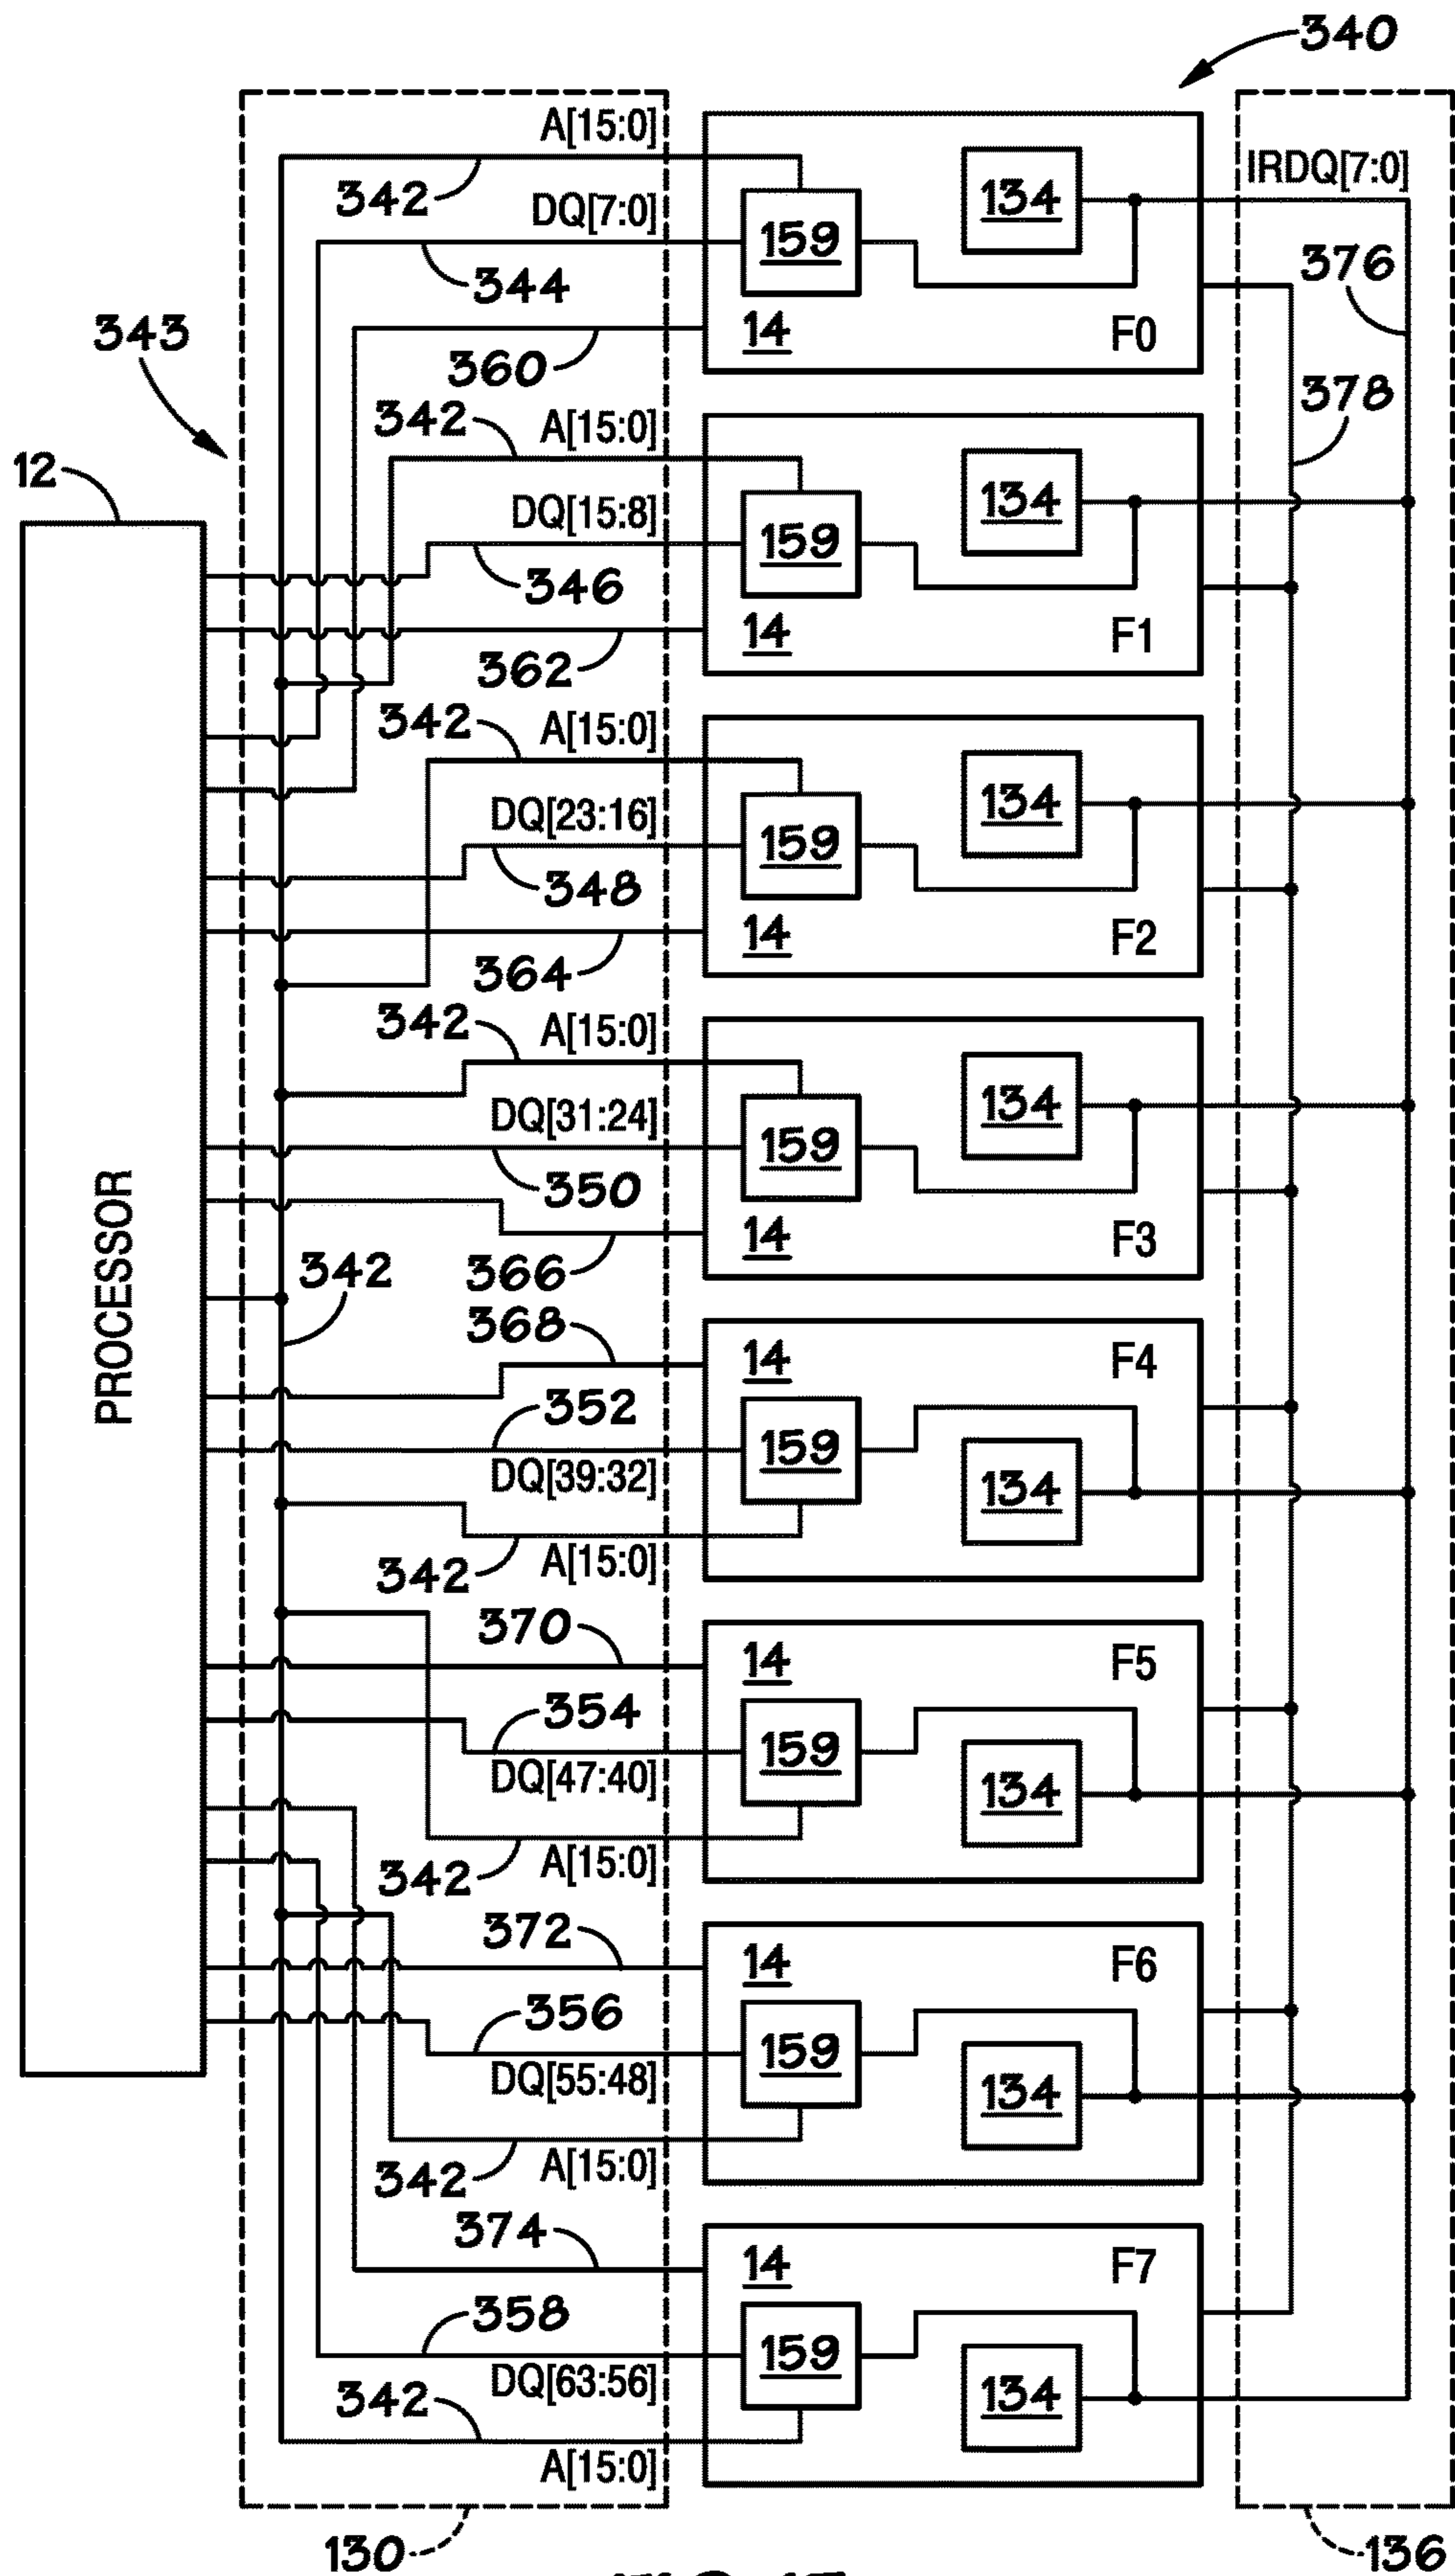 340
A[15:0]
342
DQ[7:0]
344
360
159
134
14
F0
IRDQ[7:0]
376
378
343
12
PROCESSOR
342
A[15:0]
DQ[15:8]
346
362
159
134
14
F1
342
A[15:0]
DQ[23:16]
348
364
159
134
14
F2
342
A[15:0]
DQ[31:24]
350
366
159
134
14
F3
342
368
352
DQ[39:32]
342
A[15:0]
14
F4
159
134
370
354
DQ[47:40]
342
A[15:0]
14
F5
159
134
372
356
DQ[55:48]
342
A[15:0]
14
F6
159
134
374
358
DQ[63:56]
342
A[15:0]
14
F7
159
134
130
136